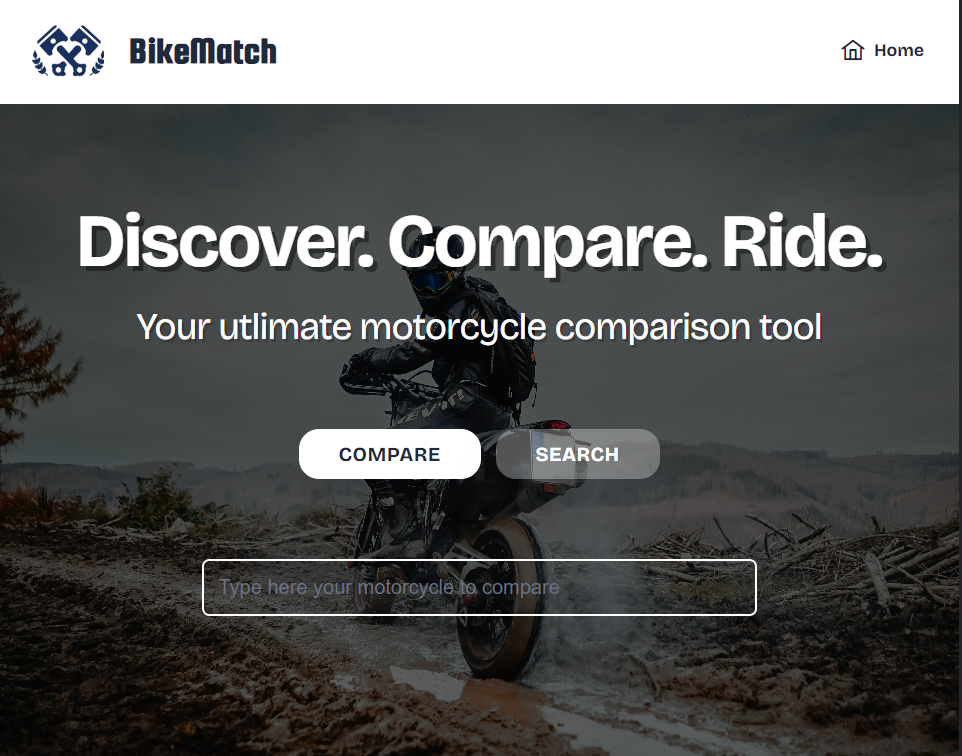 BikeMatch
Home
Discover. Compare. Ride.
Your utlimate motorcycle comparison tool
COMPARE
SEARCH
Type here your motorcycle to compare